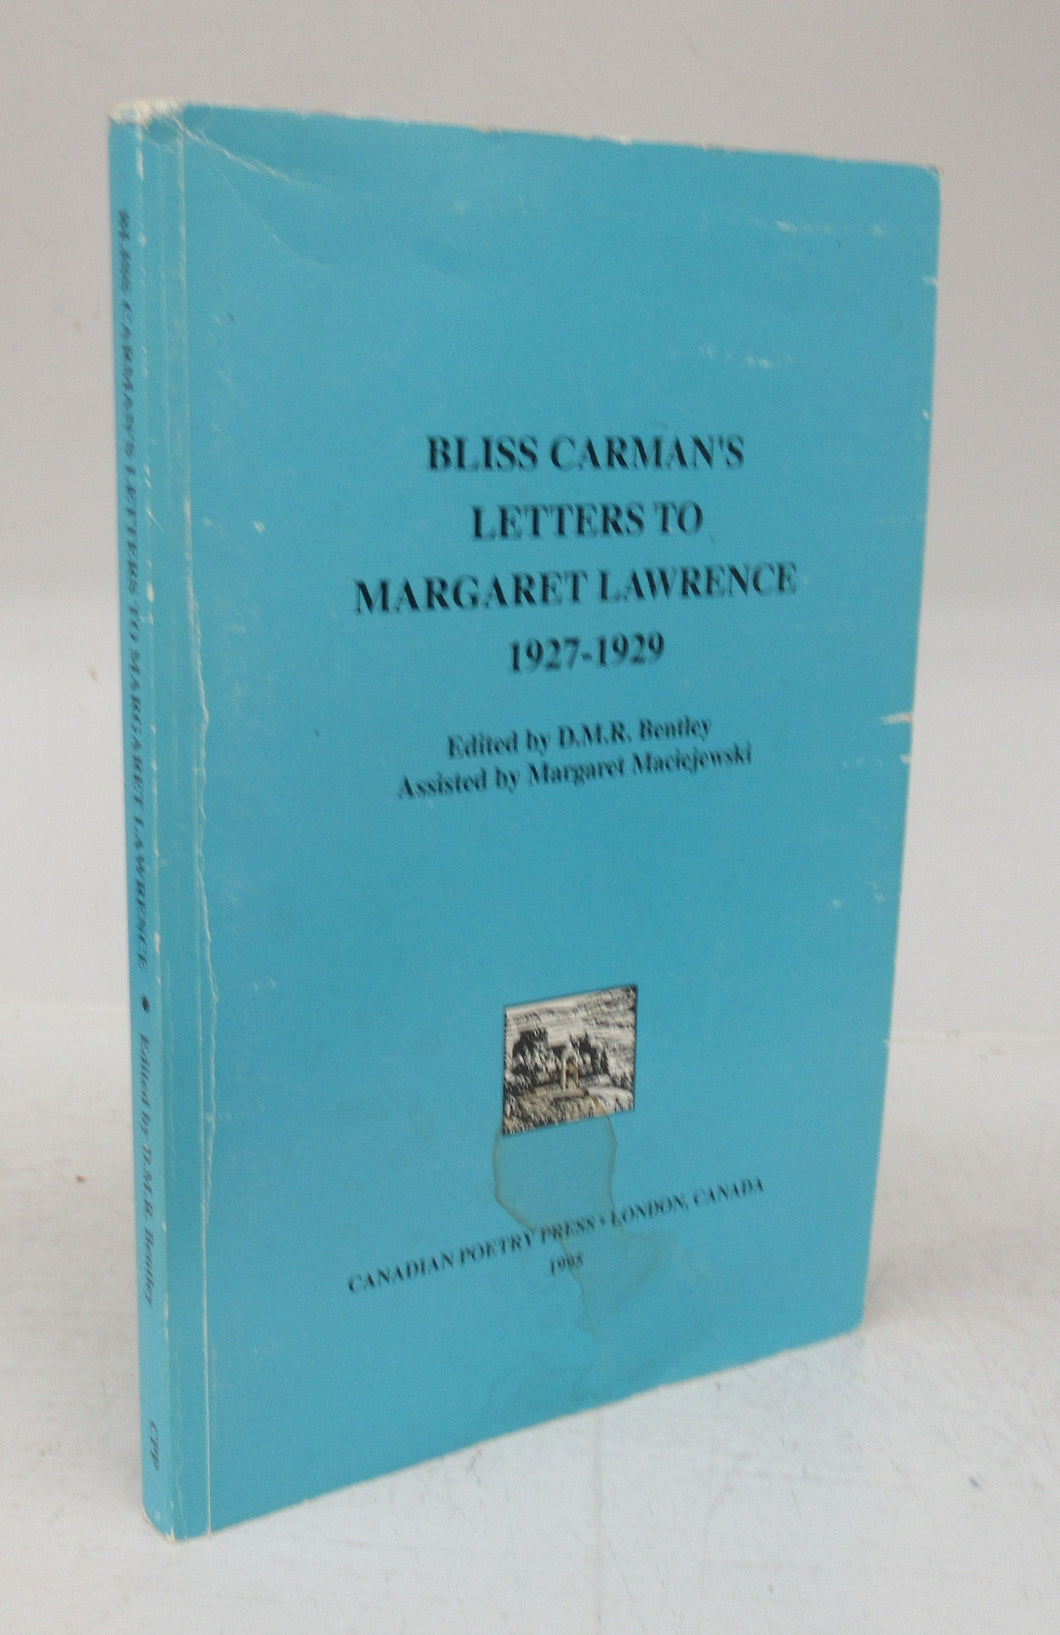 BLISS CARMAN'S
LETTERS TO
MARGARET LAWRENCE
1927-1929
Edited by D.M.R. Bentley
Assisted by Margaret Maciejewski
CANADIAN POETRY PRESS • LONDON, CANADA
1995
BLISS CARMAN'S LETTERS TO MARGARET LAWRENCE • Edited by D.M.R. Bentley
CPP